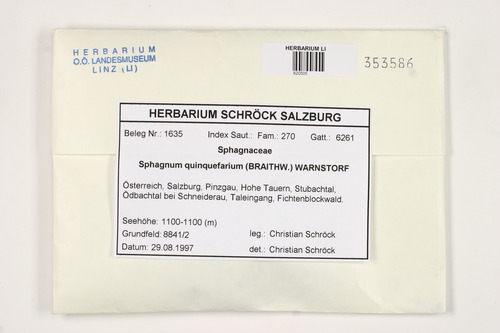 HERBARIUM
O.Ö. LANDESMUSEUM
LINZ (LI)
HERBARIUM LI
353586
HERBARIUM SCHRÖCK SALZBURG
Beleg Nr.: 1635 Index Saut.: Fam.: 270 Gatt.: 6261
Sphagnaceae
Sphagnum quinquefarium (BRAITHW.) WARNSTORF
Österreich, Salzburg, Pinzgau, Hohe Tauern, Stubachtal,
Ödbachtal bei Schneiderau, Taleingang, Fichtenblockwald.
Seehöhe: 1100-1100 (m)
Grundfeld: 8841/2 leg.: Christian Schröck
Datum: 29.08.1997 det.: Christian Schröck